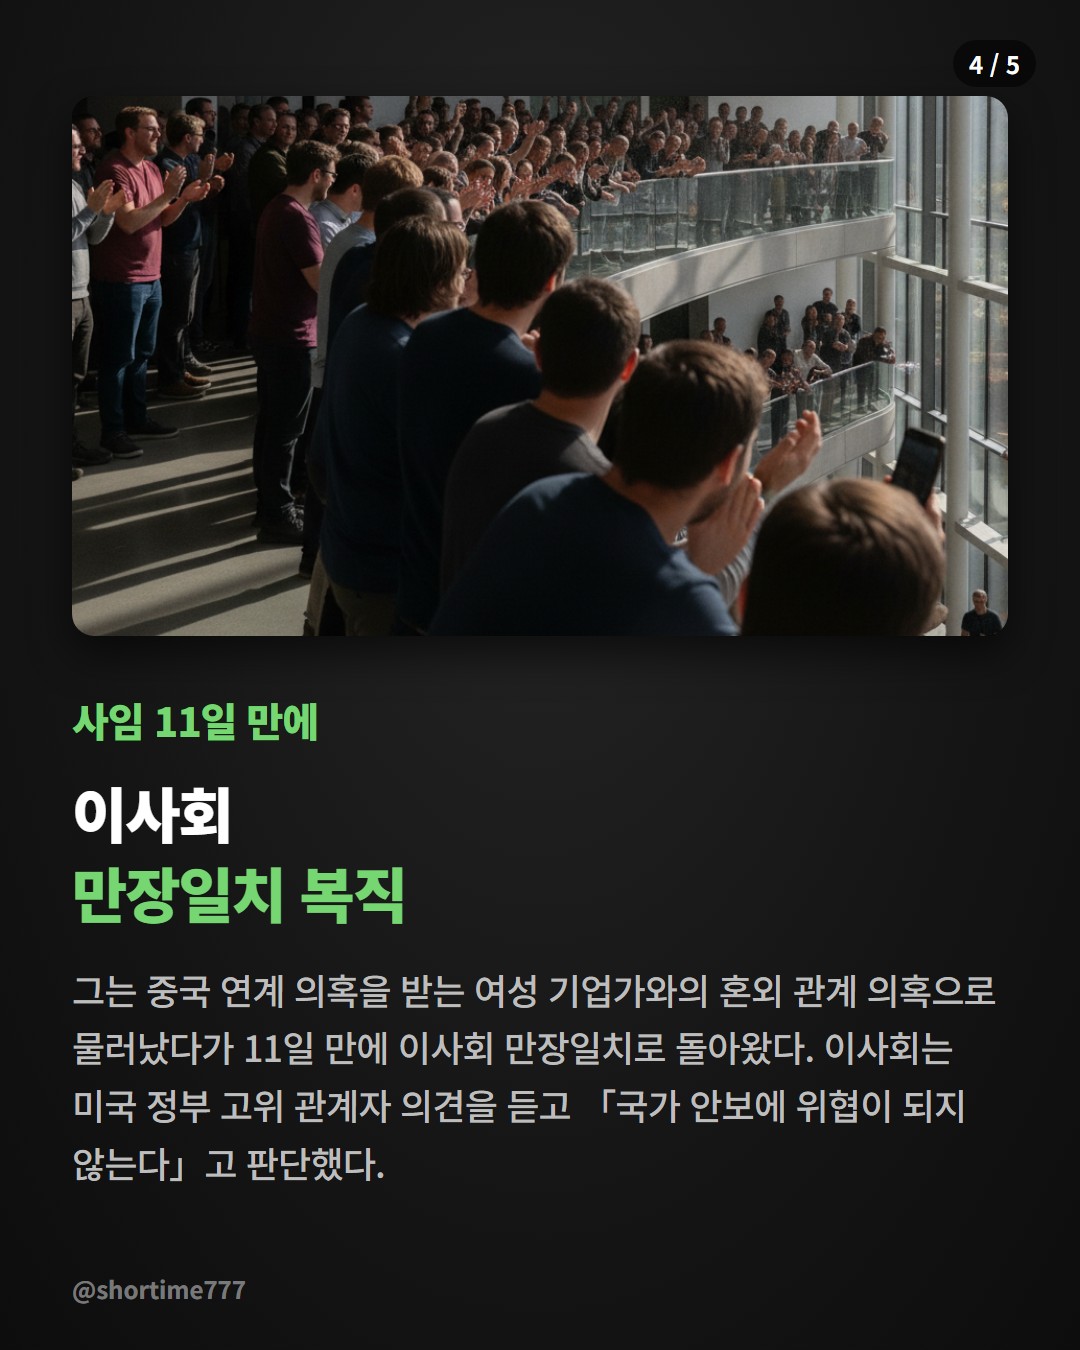 4 / 5
사임 11일 만에
이사회
만장일치 복직
그는 중국 연계 의혹을 받는 여성 기업가와의 혼외 관계 의혹으로
물러났다가 11일 만에 이사회 만장일치로 돌아왔다. 이사회는
미국 정부 고위 관계자 의견을 듣고 「국가 안보에 위협이 되지
않는다」고 판단했다.
@shortime777